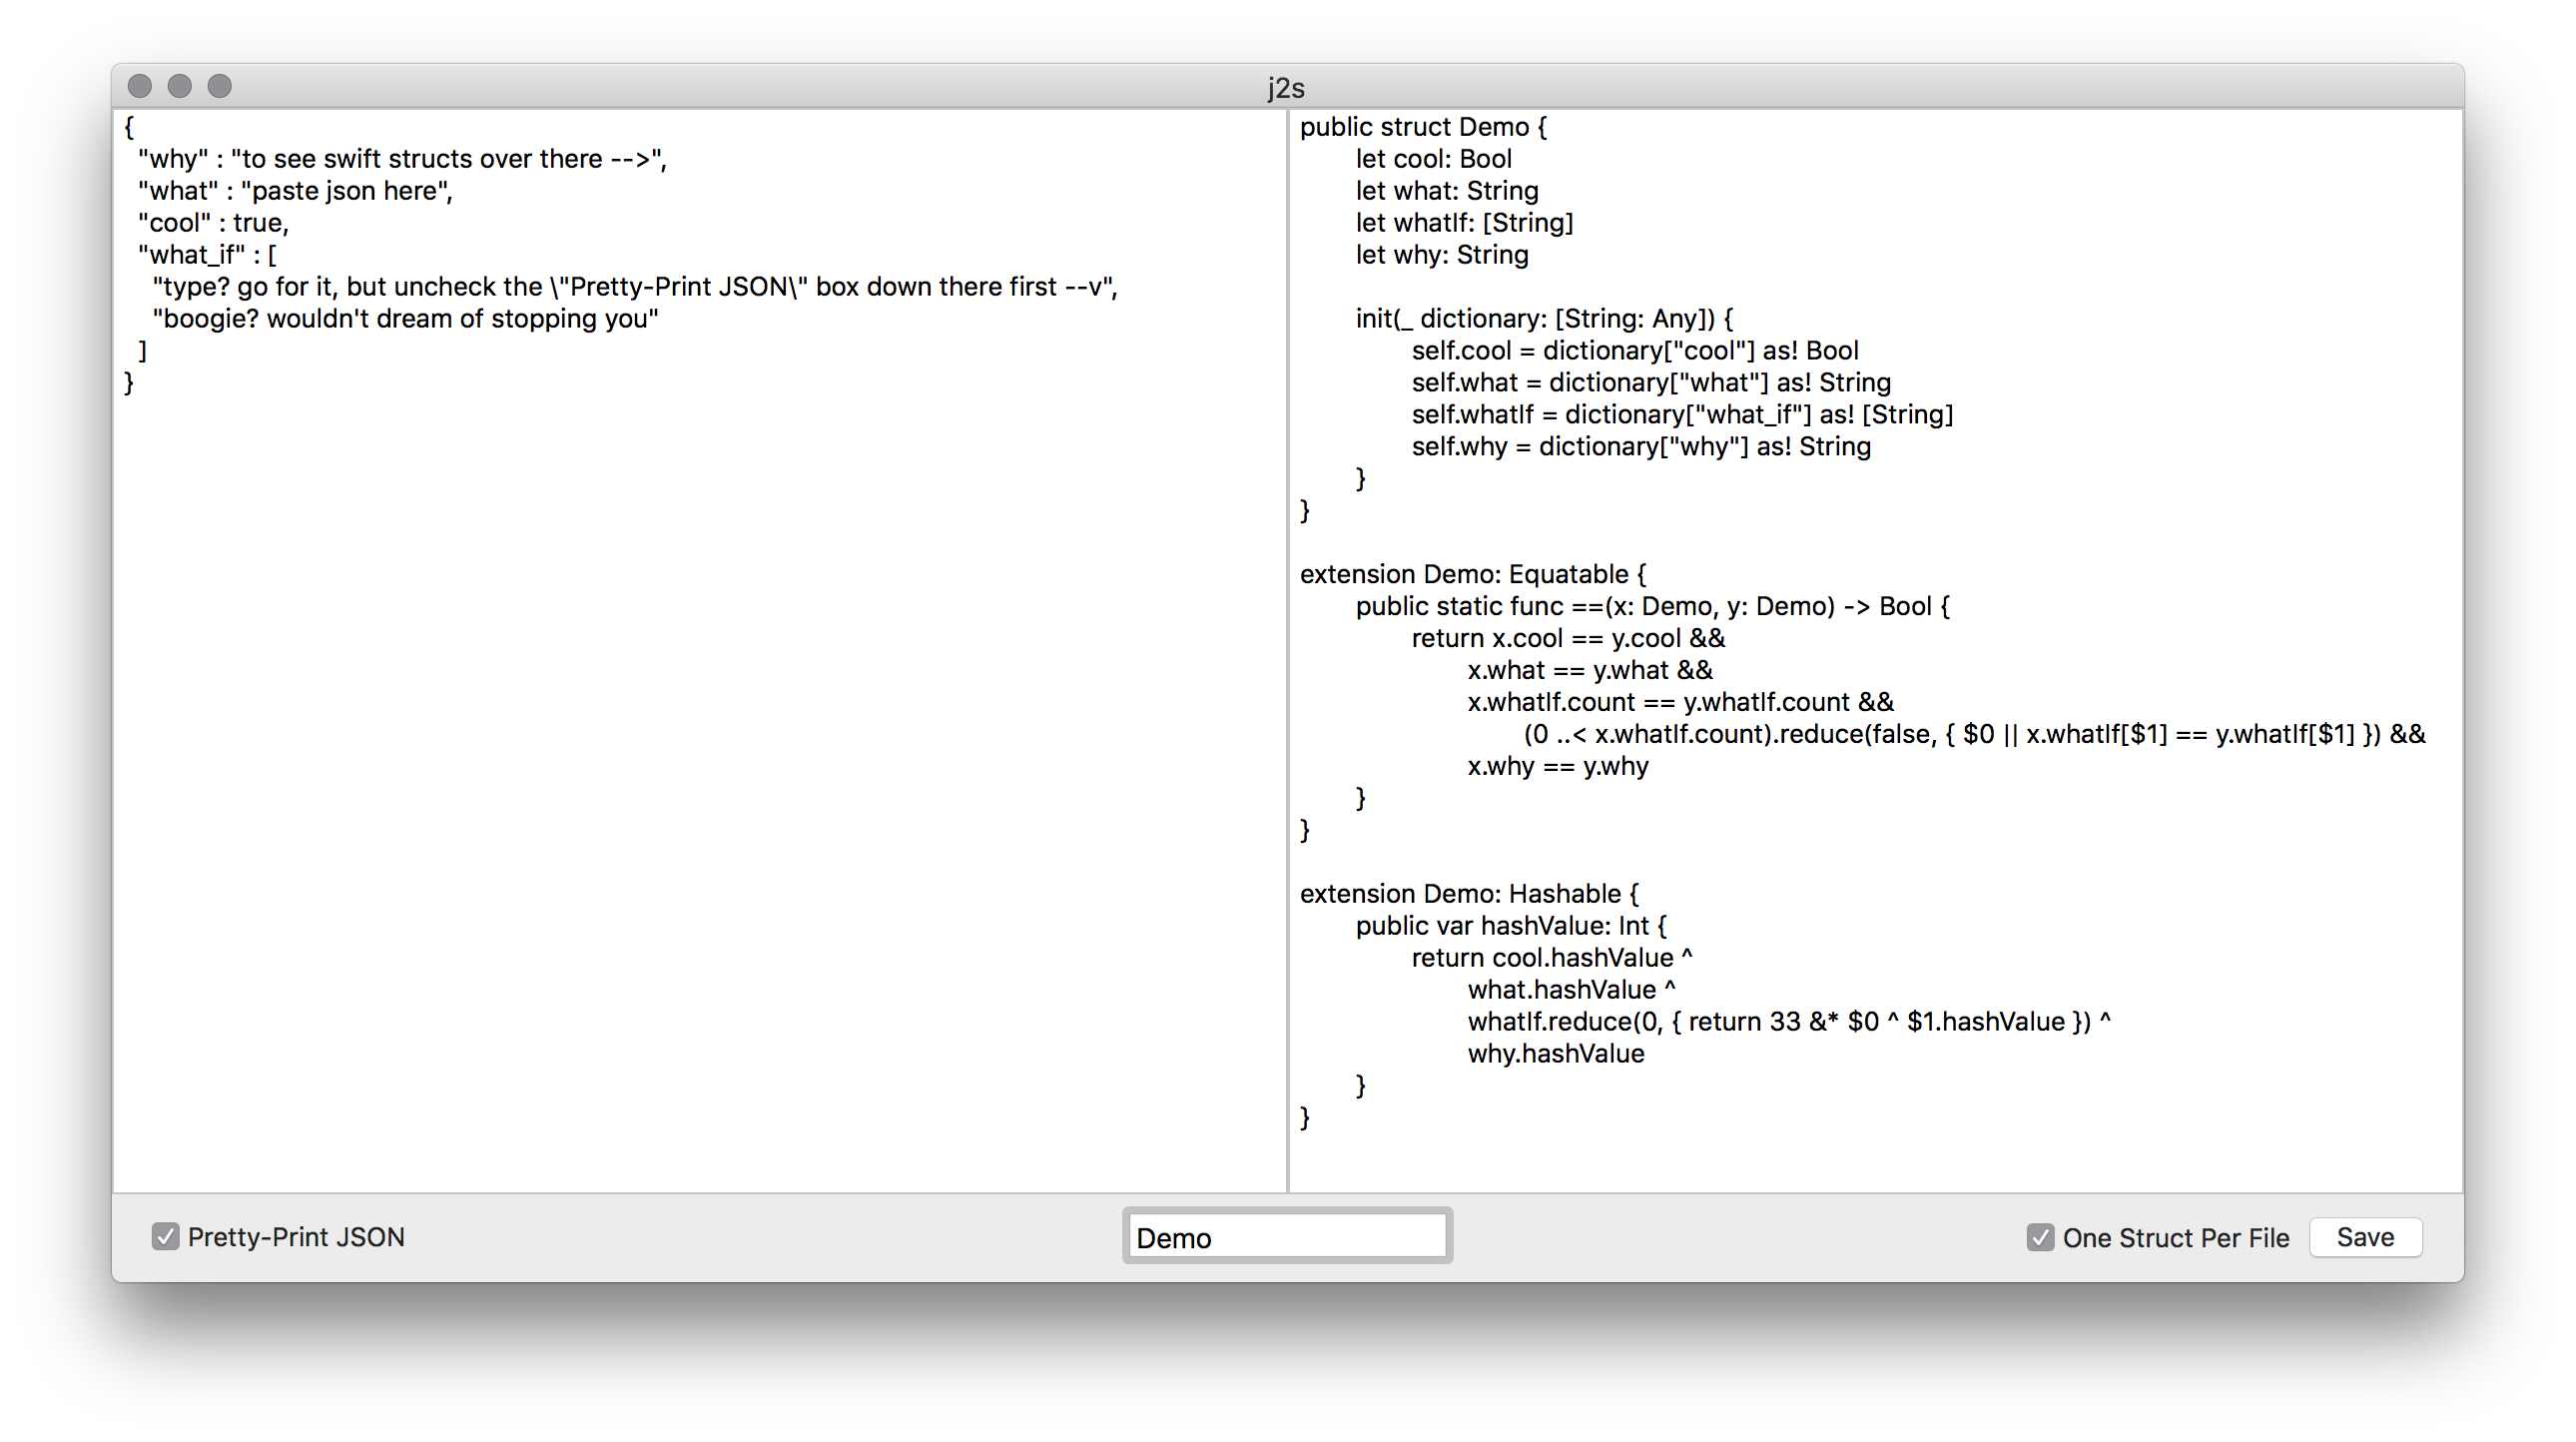 j2s
{
  "why" : "to see swift structs over there -->",
  "what" : "paste json here",
  "cool" : true,
  "what_if" : [
    "type? go for it, but uncheck the \"Pretty-Print JSON\" box down there first --v",
    "boogie? wouldn't dream of stopping you"
  ]
}
public struct Demo {
    let cool: Bool
    let what: String
    let whatIf: [String]
    let why: String

    init(_ dictionary: [String: Any]) {
        self.cool = dictionary["cool"] as! Bool
        self.what = dictionary["what"] as! String
        self.whatIf = dictionary["what_if"] as! [String]
        self.why = dictionary["why"] as! String
    }
}

extension Demo: Equatable {
    public static func ==(x: Demo, y: Demo) -> Bool {
        return x.cool == y.cool &&
            x.what == y.what &&
            x.whatIf.count == y.whatIf.count &&
                (0 ..< x.whatIf.count).reduce(false, { $0 || x.whatIf[$1] == y.whatIf[$1] }) &&
            x.why == y.why
    }
}

extension Demo: Hashable {
    public var hashValue: Int {
        return cool.hashValue ^
            what.hashValue ^
            whatIf.reduce(0, { return 33 &* $0 ^ $1.hashValue }) ^
            why.hashValue
    }
}
Pretty-Print JSON
Demo
One Struct Per File
Save